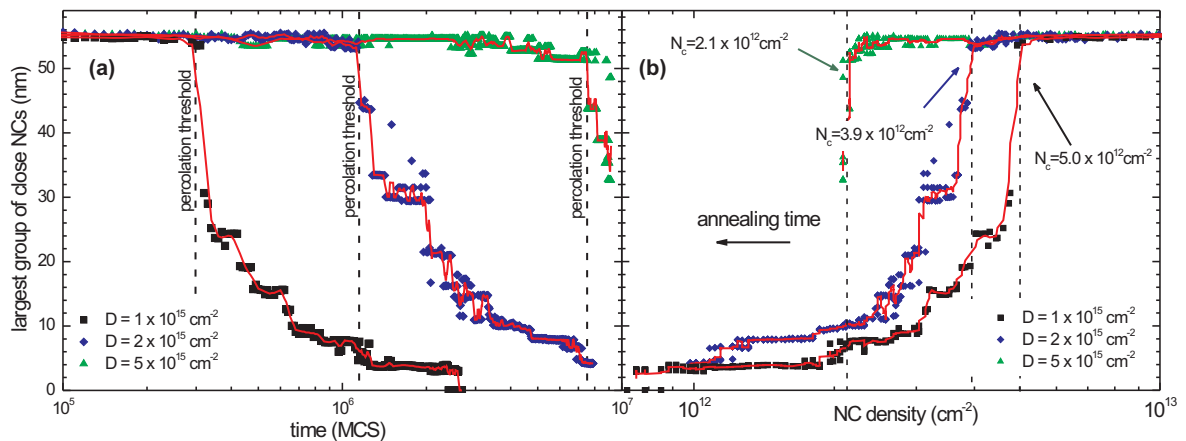 largest group of dose NCs (nm)
50
40
30
20
10
0
(a)
percolation threshold
percolation threshold
percolation threshold
D = 1 x 10^15 cm^-2
D = 2 x 10^15 cm^-2
D = 5 x 10^15 cm^-2
10^5
10^6
10^7
time (MCS)
(b)
N_c=2.1 x 10^12cm^-2
N_c=3.9 x 10^12cm^-2
N_c=5.0 x 10^12cm^-2
annealing time
D = 1 x 10^15 cm^-2
D = 2 x 10^15 cm^-2
D = 5 x 10^15 cm^-2
10^12
10^13
NC density (cm^-2)